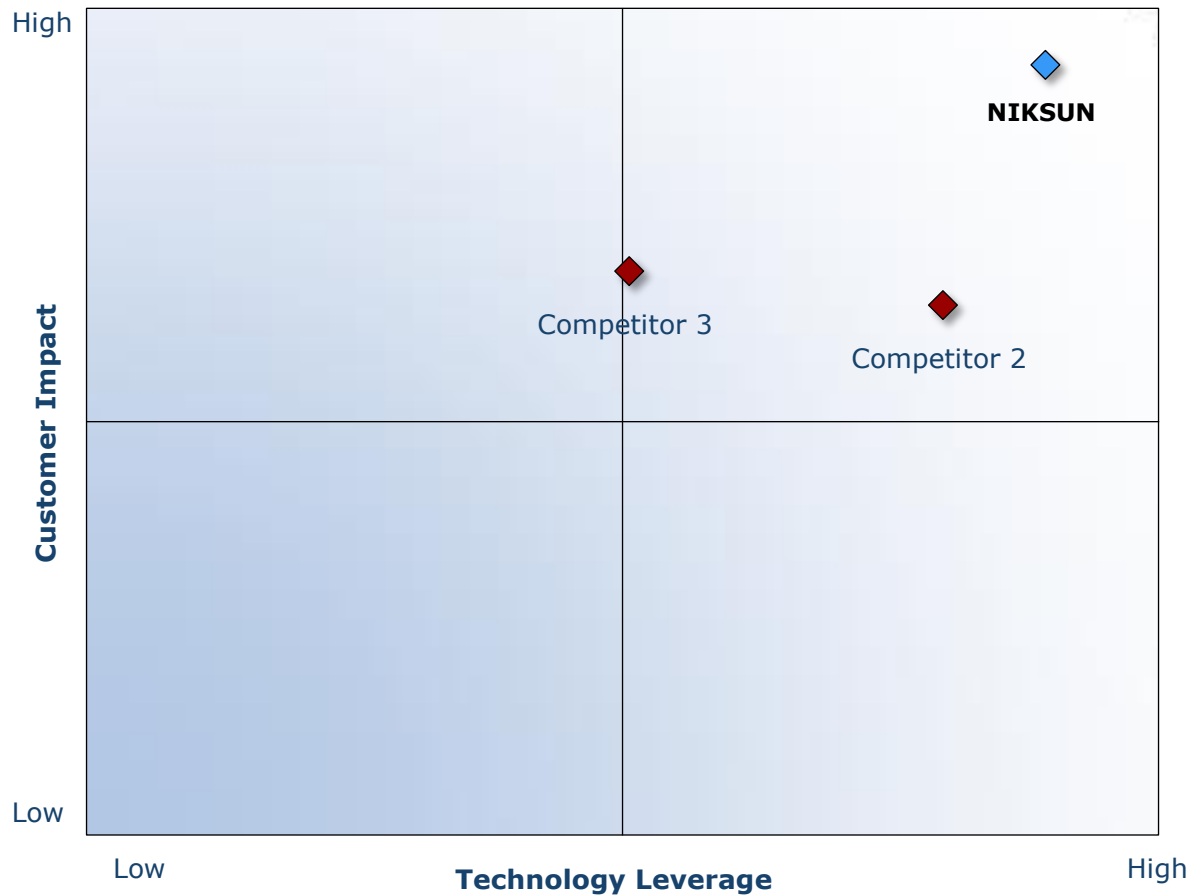 High
NIKSUN
Competitor 3
Competitor 2
Customer Impact
Low
Low
Technology Leverage
High